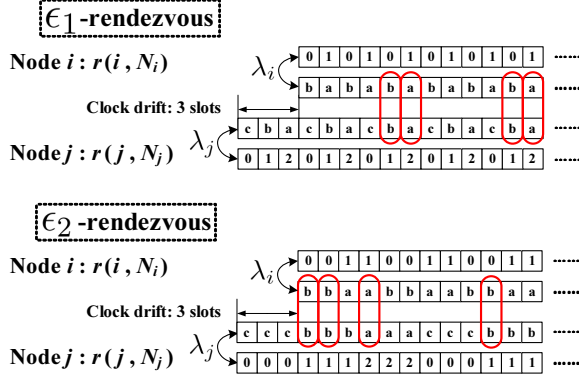 ϵ1-rendezvous
Node i : r(i , Ni) 0 1 0 1 0 1 0 1 0 1 0 1 ......
λi
b a b a b a b a b a b a ......
Clock drift: 3 slots
λj c b a c b a c b a c b a c b a ......
Node j : r(j , Nj) 0 1 2 0 1 2 0 1 2 0 1 2 0 1 2 ......
ϵ2-rendezvous
Node i : r(i , Ni) 0 0 1 1 0 0 1 1 0 0 1 1 ......
λi
b b a a b b a a b b a a ......
Clock drift: 3 slots
λj c c c b b b a a a c c c b b b ......
Node j : r(j , Nj) 0 0 0 1 1 1 2 2 2 0 0 0 1 1 1 ......